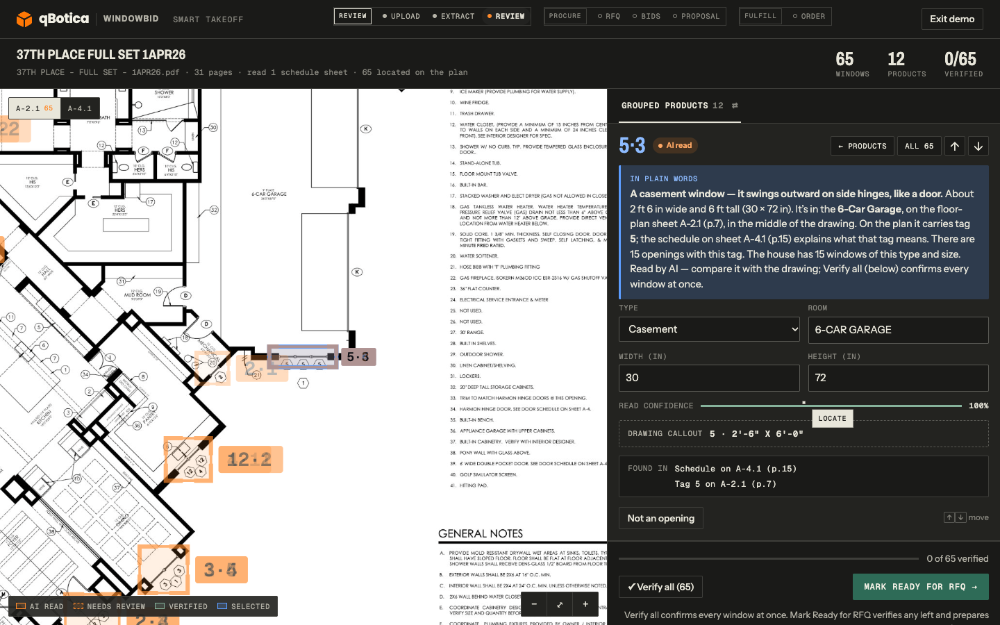 qBotica
WINDOWBID
SMART TAKEOFF
REVIEW
UPLOAD
EXTRACT
REVIEW
PROCURE
RFQ
BIDS
PROPOSAL
FULFILL
ORDER
Exit demo
37TH PLACE FULL SET 1APR26
37TH PLACE - FULL SET - 1APR26.pdf · 31 pages · read 1 schedule sheet · 65 located on the plan
65
WINDOWS
12
PRODUCTS
0/65
VERIFIED
A-2.1 65
A-4.1
22
SHOWER
BATH
HERS
HIS
HIS
HERS
9' PLATE
6-CAR GARAGE
MUD ROOM
HALL
MECHANICAL
PANTRY
KITCHEN
DINING
2·1
5·3
12·2
9. ICE MAKER (PROVIDE PLUMBING FOR WATER SUPPLY).
10. WINE FRIDGE.
11. TRASH DRAWER.
12. WATER CLOSET, (PROVIDE A MINIMUM OF 15 INCHES FROM CENT
TO WALLS ON EACH SIDE AND A MINIMUM OF 24 INCHES CLE
FRONT). SEE INTERIOR DESIGNER FOR SPEC.
13. SHOWER W/ NO CURB, TYP. PROVIDE TEMPERED GLASS ENCLOSUR
DOOR..
14. STAND-ALONE TUB.
15. FLOOR MOUNT TUB VALVE.
16. BUILT-IN BAR.
17. STACKED WASHER AND ELECT DRYER (GAS NOT ALLOWED IN CLOSE
18. GAS TANKLESS WATER HEATER. WATER HEATER TEMPERATURE
PRESSURE RELIEF VALVE (GAS) DRAIN NOT LESS THAN 6" ABOVE G
AND NOT MORE THAN 12" ABOVE GRADE. PROVIDE DIRECT VEN
LOCATION FROM WATER HEATER BELOW.
19. SOLID CORE, 1 3/8" MIN. SELF CLOSING DOOR. DOOR
TIGHT FITTING WITH GASKETS AND SWEEP, SELF LATCHING, & M
MINUTE FIRED RATED.
20. WATER SOFTENER.
21. HOSE BIBB WITH 'T' PLUMBING FITTING
22. GAS FIREPLACE, ISOKERN M36OD ICC ESR-2316 W/ GAS SHUTOFF VA
23. 36" FLAT COUNTER.
24. ELECTRICAL SERVICE ENTRANCE & METER
25. NOT USED.
26. NOT USED.
27. 30' RANGE.
28. BUILT IN SHELVES.
29. OUTDOOR SHOWER.
30. LINEN CABINET/SHELVING.
31. LOCKERS.
32. 20" DEEP TALL STORAGE CABINETS.
33. TRIM TO MATCH HARMON HINGE DOORS @ THIS OPENING.
34. HARMON HINGE DOOR. SEE DOOR SCHEDULE ON SHEET A-4.
35. BUILT-IN BENCH.
36. APPLIANCE GARAGE WITH UPPER CABINETS.
37. BUILT-IN CABINETRY. VERIFY WITH INTERIOR DESIGNER.
38. PONY WALL WITH GLASS ABOVE.
39. 6' WIDE DOUBLE POCKET DOOR. SEE DOOR SCHEDULE ON SHEET A-4
40. GOLF SIMULATOR SCREEN.
41. HITTING PAD.
GENERAL NOTES
A. PROVIDE MOLD RESISTANT DRYWALL WET AREAS AT SINKS, TOILETS, TY
SHALL HAVE SLOPED FLOOR. FLOOR SHALL BE FLAT AT FLOOR ADJACENT
SHOWER WALLS SHALL RECEIVE DENS-GLASS 1/2" BOARD FROM FLOOR TO
B. EXTERIOR WALLS SHALL BE 2X6 AT 16" O.C. MIN.
C. INTERIOR WALL SHALL BE 2X4 AT 24" O.C. MIN. UNLESS OTHERWISE NOTED.
D. 2X6 WALL BEHIND WATER CLOSET
E. COORDINATE CABINETRY DESIG
VERIFY SIZE AND QUANTITY BEFOR
F. COORDINATE PLUMBING FIXTURES PROVIDED BY OWNER / INTERIOR
AI READ
NEEDS REVIEW
VERIFIED
SELECTED
GROUPED PRODUCTS 12
5·3
AI read
← PRODUCTS
ALL 65
↑
↓
IN PLAIN WORDS
A casement window — it swings outward on side hinges, like a door. About
2 ft 6 in wide and 6 ft tall (30 × 72 in). It's in the 6-Car Garage, on the floor-
plan sheet A-2.1 (p.7), in the middle of the drawing. On the plan it carries tag
5; the schedule on sheet A-4.1 (p.15) explains what that tag means. There are
15 openings with this tag. The house has 15 windows of this type and size.
Read by AI — compare it with the drawing; Verify all (below) confirms every
window at once.
TYPE
ROOM
Casement
6-CAR GARAGE
WIDTH (IN)
HEIGHT (IN)
30
72
READ CONFIDENCE
100%
LOCATE
DRAWING CALLOUT 5 · 2'-6" X 6'-0"
FOUND IN Schedule on A-4.1 (p.15)
Tag 5 on A-2.1 (p.7)
Not an opening
↑ ↓ move
0 of 65 verified
✓ Verify all (65)
MARK READY FOR RFQ →
Verify all confirms every window at once. Mark Ready for RFQ verifies any left and prepares